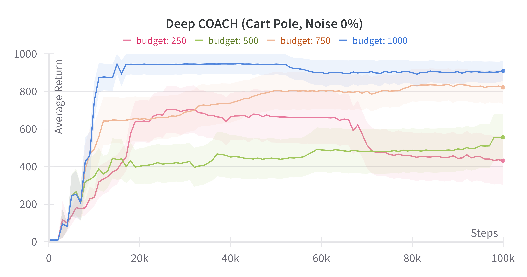 Deep COACH (Cart Pole, Noise 0%)
budget: 250 budget: 500 budget: 750 budget: 1000
Average Return
1000
800
600
400
200
0
Steps
0 20k 40k 60k 80k 100k